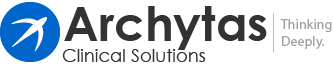 Archytas
Clinical Solutions
Thinking
Deeply.